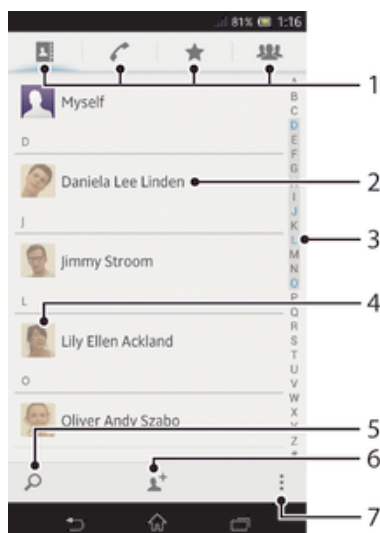 81% 1:16
1
Myself
D
Daniela Lee Linden
2
J
3
Jimmy Stroom
4
L
Lily Ellen Ackland
O
Oliver Andy Szabo
5
6
7
A
B
C
D
E
F
G
I
J
K
L
M
N
O
P
Q
R
S
T
U
V
W
X
Z
#